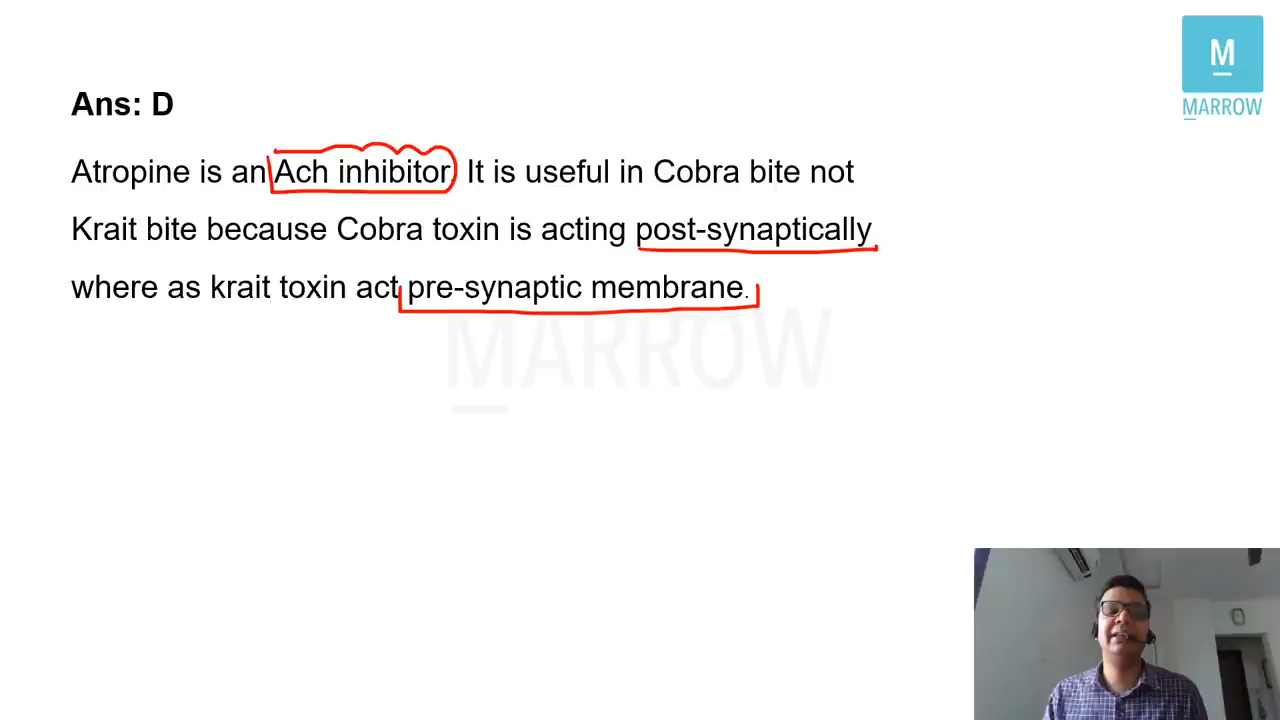 M
MARROW
Ans: D
Atropine is an Ach inhibitor. It is useful in Cobra bite not
Krait bite because Cobra toxin is acting post-synaptically
where as krait toxin act pre-synaptic membrane.
MARROW